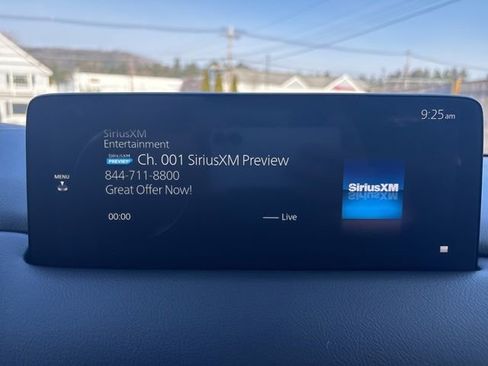 9:25 am
SiriusXM
Entertainment
SiriusXM PREVIEW Ch. 001 SiriusXM Preview
844-711-8800
Great Offer Now!
MENU
00:00
Live
SiriusXM